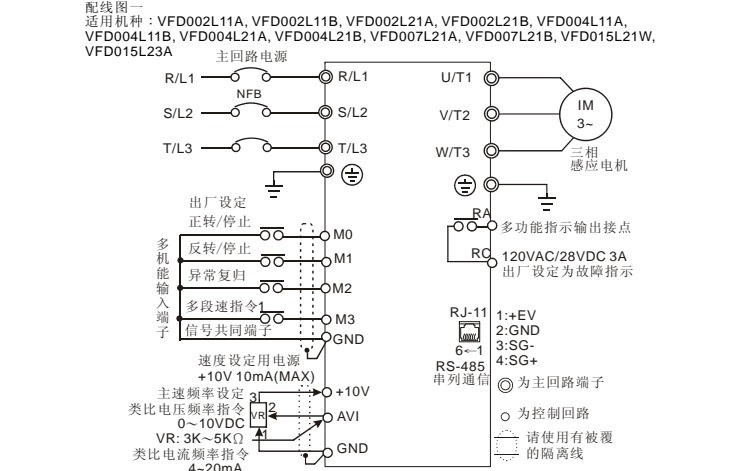 配线图一
适用机种：VFD002L11A, VFD002L11B, VFD002L21A, VFD002L21B, VFD004L11A,
VFD004L11B, VFD004L21A, VFD004L21B, VFD007L21A, VFD007L21B, VFD015L21W,
VFD015L23A
主回路电源
R/L1
R/L1
U/T1
NFB
S/L2
S/L2
V/T2
IM
3~
T/L3
T/L3
W/T3
三相
感应电机
出厂设定
正转/停止
M0
反转/停止
M1
异常复归
M2
多段速指令1
M3
信号共同端子
GND
多机能输入端子
RA
多功能指示输出接点
RC
120VAC/28VDC 3A
出厂设定为故障指示
RJ-11
6←1
RS-485
串列通信
1:+EV
2:GND
3:SG-
4:SG+
速度设定用电源
+10V 10mA(MAX)
主速频率设定
3
+10V
类比电压频率指令
VR
2
AVI
0～10VDC
VR: 3K～5KΩ
1
类比电流频率指令
GND
4~20mA
为主回路端子
为控制回路
请使用有被覆
的隔离线